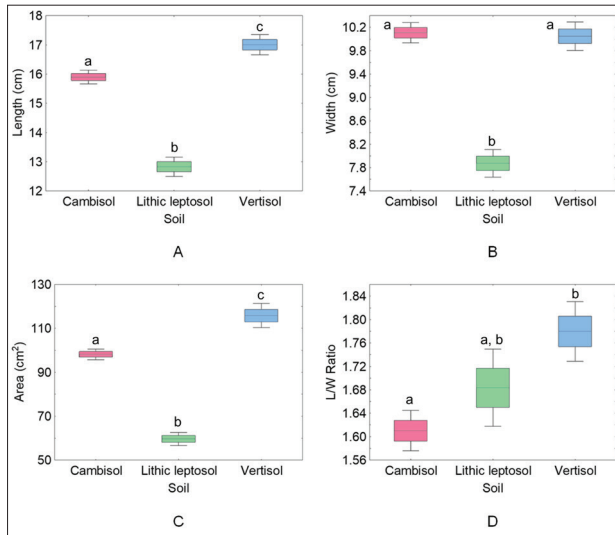 17
16
15
14
13
12
Length (cm)
a
b
c
Cambisol Lithic leptosol Vertisol
Soil
A
10.2
9.8
9.4
9.0
8.6
8.2
7.8
7.4
Width (cm)
a
b
a
Cambisol Lithic leptosol Vertisol
Soil
B
130
110
90
70
50
Area (cm²)
a
b
c
Cambisol Lithic leptosol Vertisol
Soil
C
1.84
1.80
1.76
1.72
1.68
1.64
1.60
1.56
L/W Ratio
a
a, b
b
Cambisol Lithic leptosol Vertisol
Soil
D